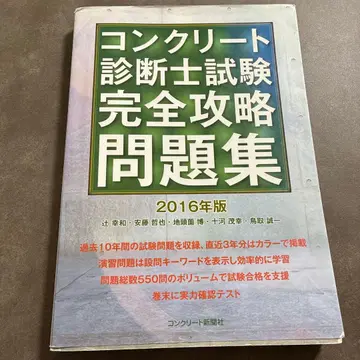 コンクリート
診断士試験
完全攻略
問題集
2016年版
辻 幸和・安藤 哲也・地頭薗 博・十河 茂幸・鳥取 誠一
過去10年間の試験問題を収録、直近3年分はカラーで掲載
演習問題は設問キーワードを表示し効率的に学習
問題総数550問のボリュームで試験合格を支援
巻末に実力確認テスト
コンクリート新聞社